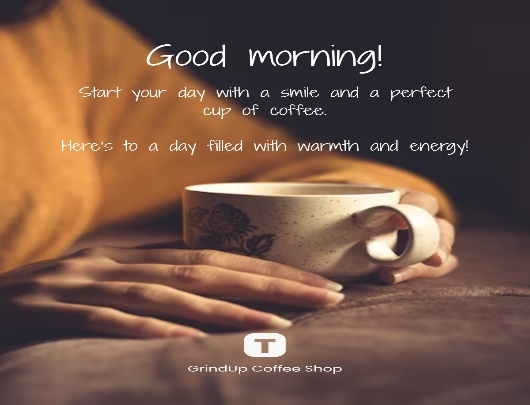 Good morning!
Start your day with a smile and a perfect
cup of coffee.
Here's to a day filled with warmth and energy!
T
GrindUp Coffee Shop